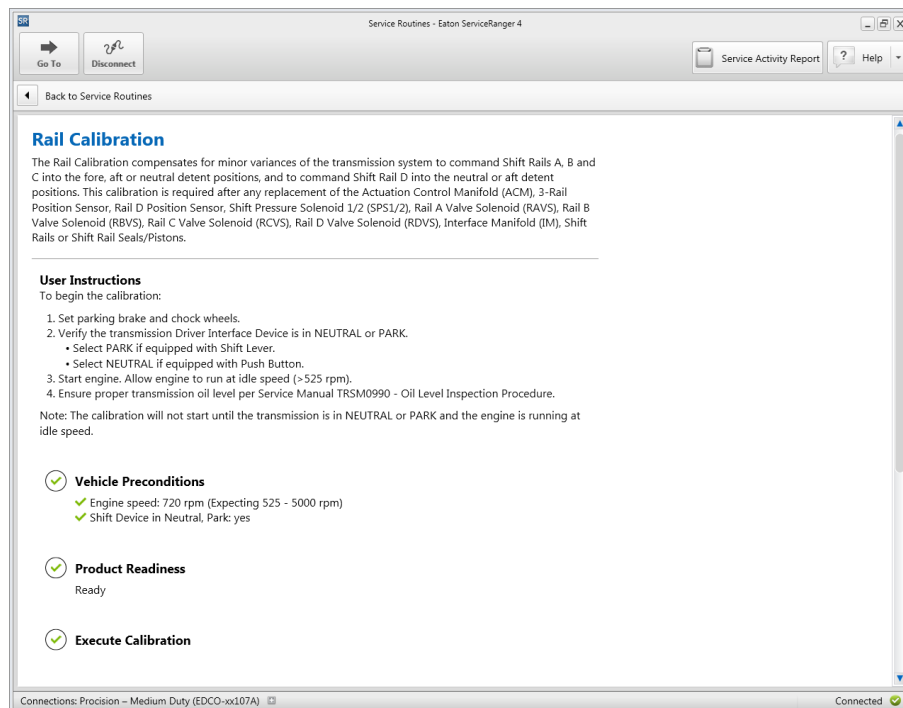 SR
Service Routines - Eaton ServiceRanger 4
Go To
Disconnect
Service Activity Report
? Help
Back to Service Routines
Rail Calibration
The Rail Calibration compensates for minor variances of the transmission system to command Shift Rails A, B and
C into the fore, aft or neutral detent positions, and to command Shift Rail D into the neutral or aft detent
positions. This calibration is required after any replacement of the Actuation Control Manifold (ACM), 3-Rail
Position Sensor, Rail D Position Sensor, Shift Pressure Solenoid 1/2 (SPS1/2), Rail A Valve Solenoid (RAVS), Rail B
Valve Solenoid (RBVS), Rail C Valve Solenoid (RCVS), Rail D Valve Solenoid (RDVS), Interface Manifold (IM), Shift
Rails or Shift Rail Seals/Pistons.
User Instructions
To begin the calibration:
1. Set parking brake and chock wheels.
2. Verify the transmission Driver Interface Device is in NEUTRAL or PARK.
• Select PARK if equipped with Shift Lever.
• Select NEUTRAL if equipped with Push Button.
3. Start engine. Allow engine to run at idle speed (>525 rpm).
4. Ensure proper transmission oil level per Service Manual TRSM0990 - Oil Level Inspection Procedure.
Note: The calibration will not start until the transmission is in NEUTRAL or PARK and the engine is running at
idle speed.
Vehicle Preconditions
Engine speed: 720 rpm (Expecting 525 - 5000 rpm)
Shift Device in Neutral, Park: yes
Product Readiness
Ready
Execute Calibration
Connections: Precision – Medium Duty (EDCO-xx107A)
Connected